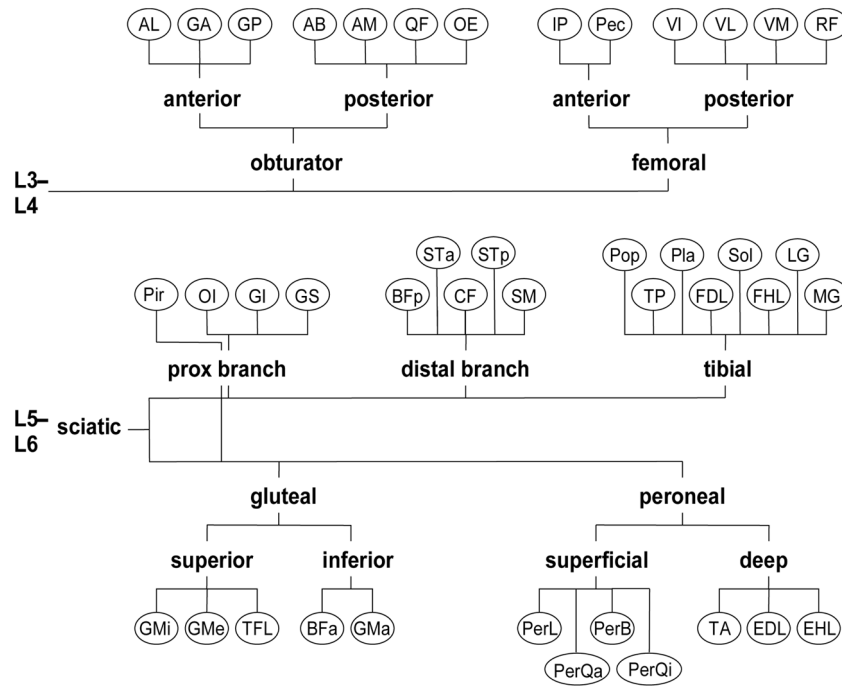 AL GA GP AB AM QF OE IP Pec VI VL VM RF
anterior posterior anterior posterior
obturator femoral
L3–
L4
STa STp Pop Pla Sol LG
Pir OI GI GS BFp CF SM TP FDL FHL MG
prox branch distal branch tibial
L5–
L6
sciatic
gluteal peroneal
superior inferior superficial deep
GMi GMe TFL BFa GMa PerL PerB TA EDL EHL
PerQa PerQi